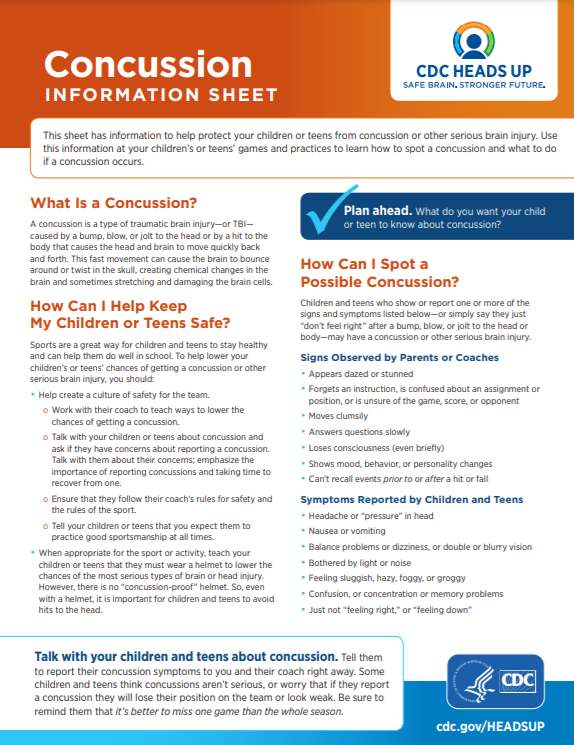 Concussion
INFORMATION SHEET
CDC HEADS UP
SAFE BRAIN. STRONGER FUTURE.
This sheet has information to help protect your children or teens from concussion or other serious brain injury. Use
this information at your children's or teens' games and practices to learn how to spot a concussion and what to do
if a concussion occurs.
What Is a Concussion?
A concussion is a type of traumatic brain injury—or TBI—
caused by a bump, blow, or jolt to the head or by a hit to the
body that causes the head and brain to move quickly back
and forth. This fast movement can cause the brain to bounce
around or twist in the skull, creating chemical changes in the
brain and sometimes stretching and damaging the brain cells.
How Can I Help Keep
My Children or Teens Safe?
Sports are a great way for children and teens to stay healthy
and can help them do well in school. To help lower your
children's or teens' chances of getting a concussion or other
serious brain injury, you should:
• Help create a culture of safety for the team.
o Work with their coach to teach ways to lower the
chances of getting a concussion.
o Talk with your children or teens about concussion and
ask if they have concerns about reporting a concussion.
Talk with them about their concerns; emphasize the
importance of reporting concussions and taking time to
recover from one.
o Ensure that they follow their coach's rules for safety and
the rules of the sport.
o Tell your children or teens that you expect them to
practice good sportsmanship at all times.
• When appropriate for the sport or activity, teach your
children or teens that they must wear a helmet to lower the
chances of the most serious types of brain or head injury.
However, there is no "concussion-proof" helmet. So, even
with a helmet, it is important for children and teens to avoid
hits to the head.
Plan ahead. What do you want your child
or teen to know about concussion?
How Can I Spot a
Possible Concussion?
Children and teens who show or report one or more of the
signs and symptoms listed below—or simply say they just
"don't feel right" after a bump, blow, or jolt to the head or
body—may have a concussion or other serious brain injury.
Signs Observed by Parents or Coaches
• Appears dazed or stunned
• Forgets an instruction, is confused about an assignment or
position, or is unsure of the game, score, or opponent
• Moves clumsily
• Answers questions slowly
• Loses consciousness (even briefly)
• Shows mood, behavior, or personality changes
• Can't recall events prior to or after a hit or fall
Symptoms Reported by Children and Teens
• Headache or "pressure" in head
• Nausea or vomiting
• Balance problems or dizziness, or double or blurry vision
• Bothered by light or noise
• Feeling sluggish, hazy, foggy, or groggy
• Confusion, or concentration or memory problems
• Just not "feeling right," or "feeling down"
Talk with your children and teens about concussion. Tell them
to report their concussion symptoms to you and their coach right away. Some
children and teens think concussions aren't serious, or worry that if they report
a concussion they will lose their position on the team or look weak. Be sure to
remind them that it's better to miss one game than the whole season.
CDC
cdc.gov/HEADSUP